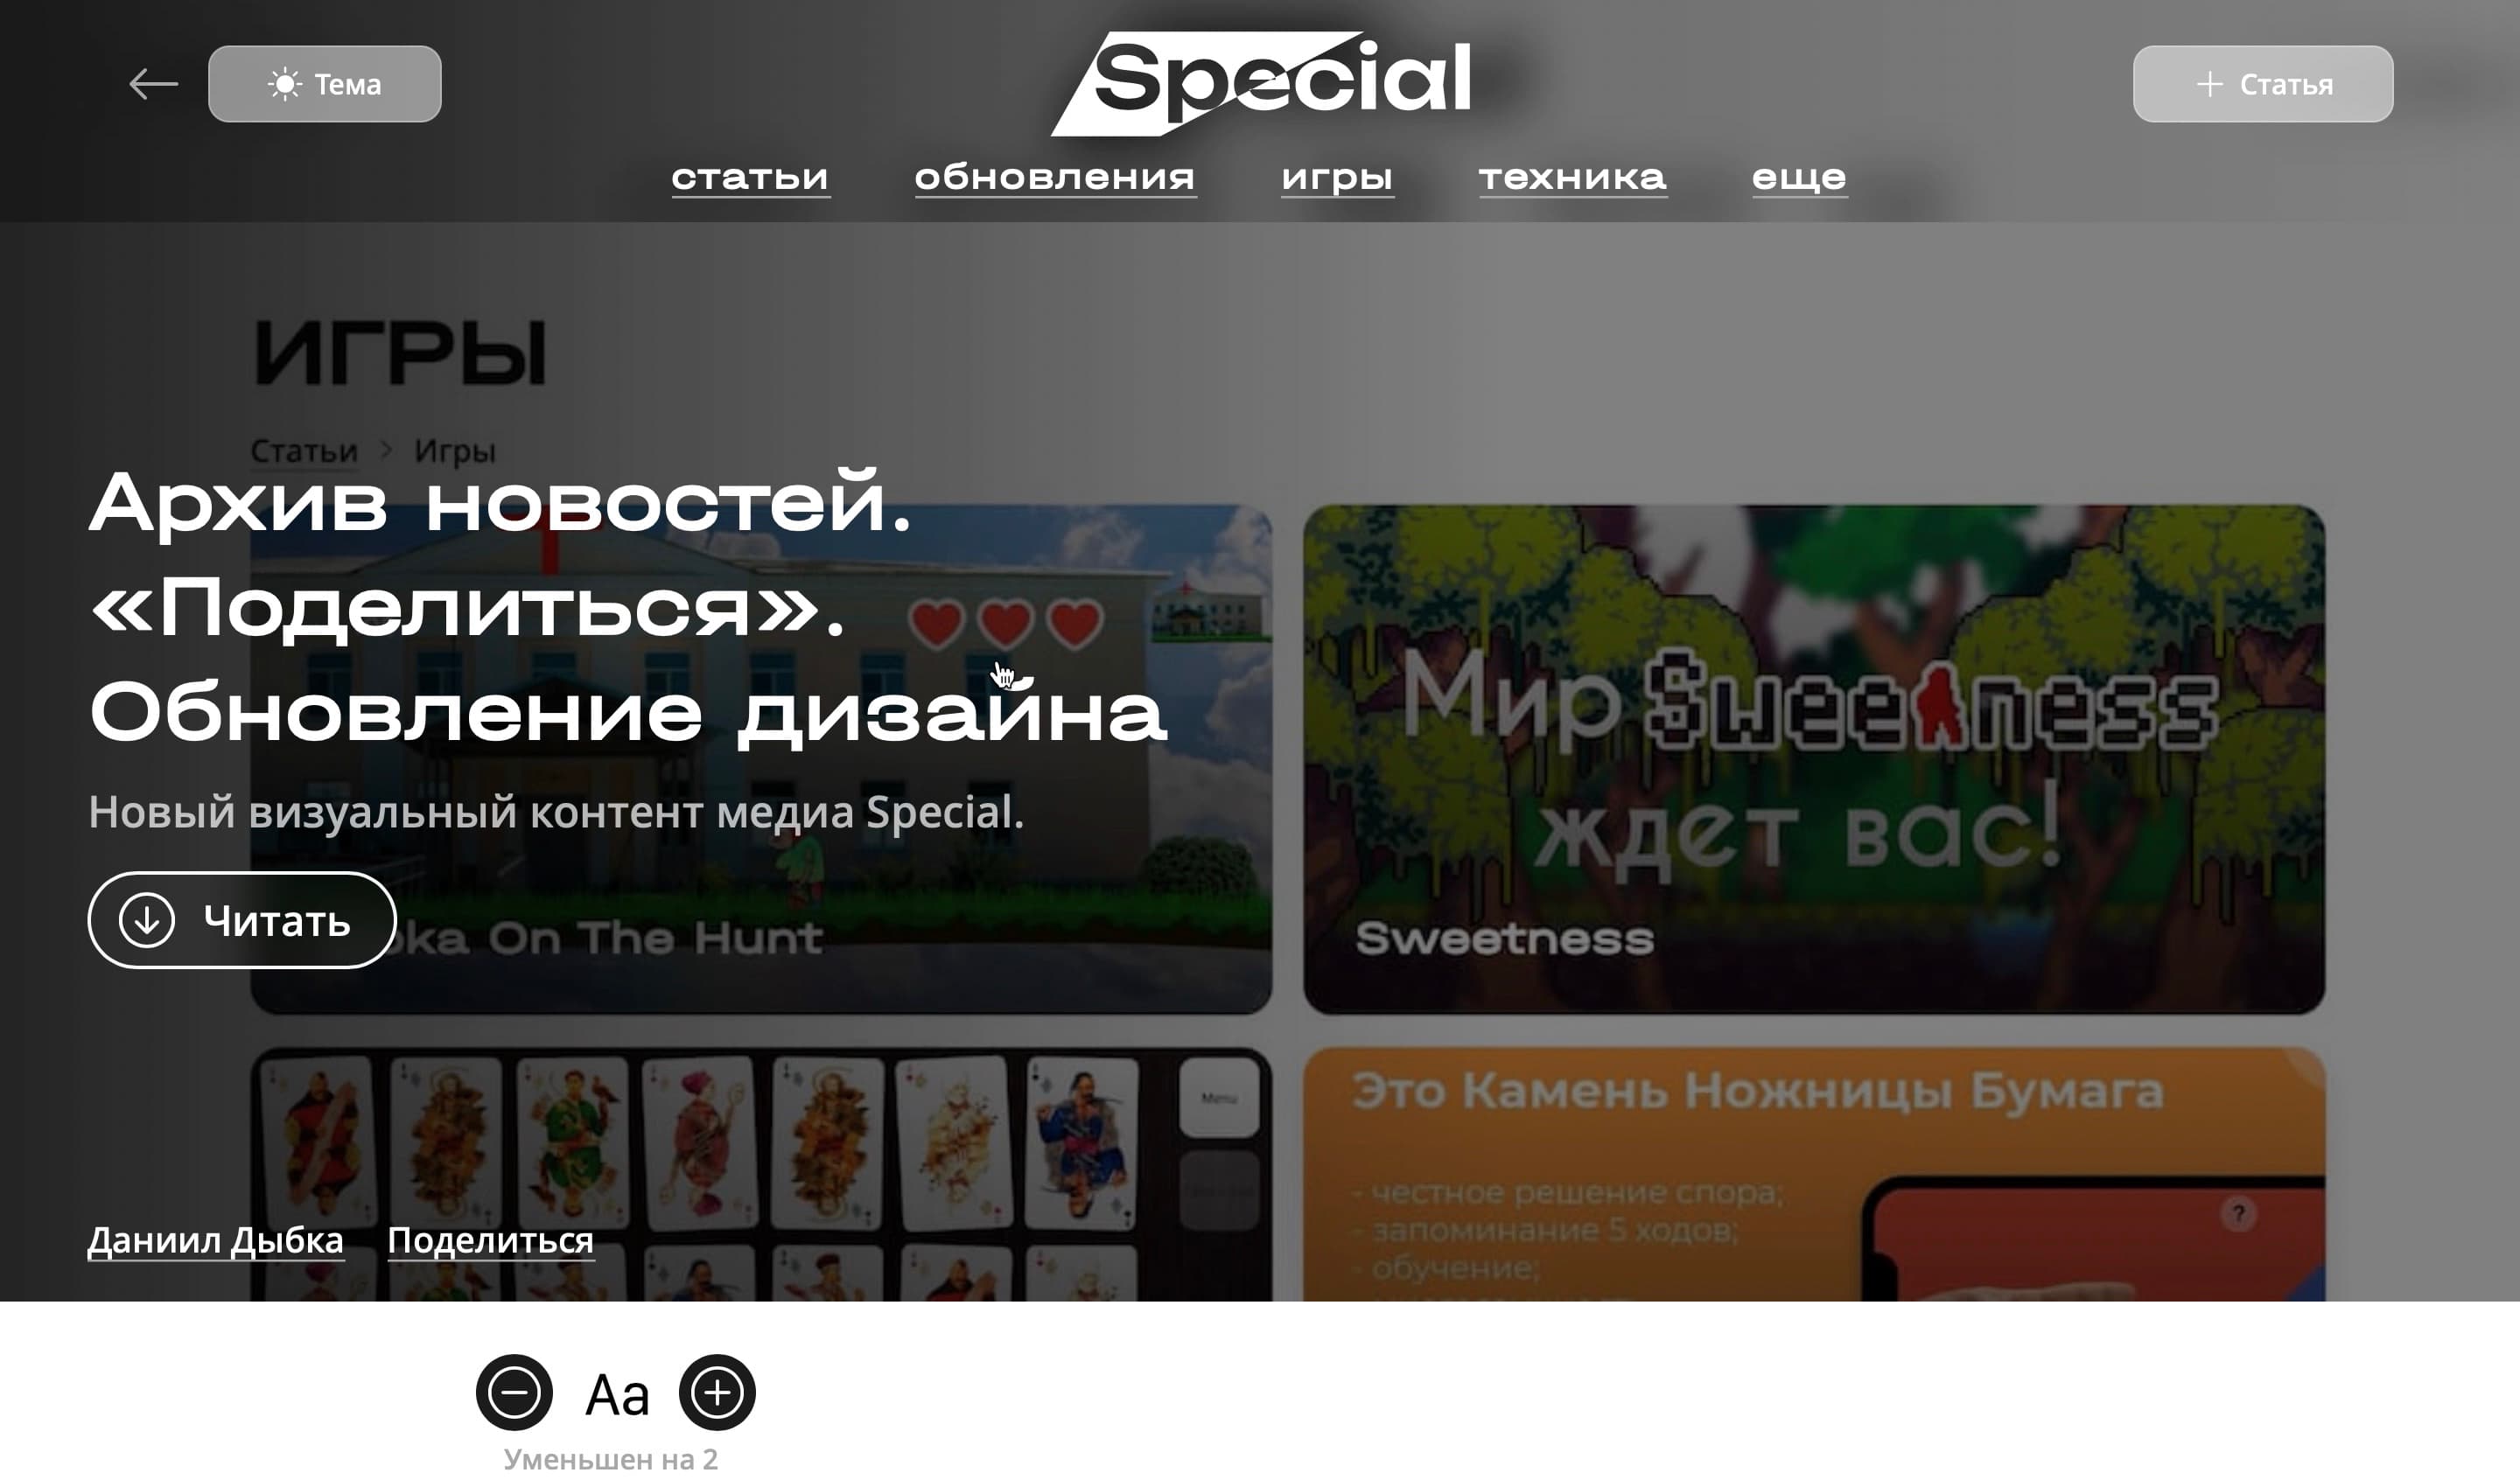 Тема
Special
Статья
статьи обновления игры техника еще
ИГРЫ
Статьи > Игры
Архив новостей.
«Поделиться».
Обновление дизайна
Новый визуальный контент медиа Special.
Читать
On The Hunt
Мир Sweetness
ждет вас!
Sweetness
Menu
Это Камень Ножницы Бумага
- честное решение спора;
- запоминание 5 ходов;
- обучение;
?
Даниил Дыбка Поделиться
Aa
Уменьшен на 2